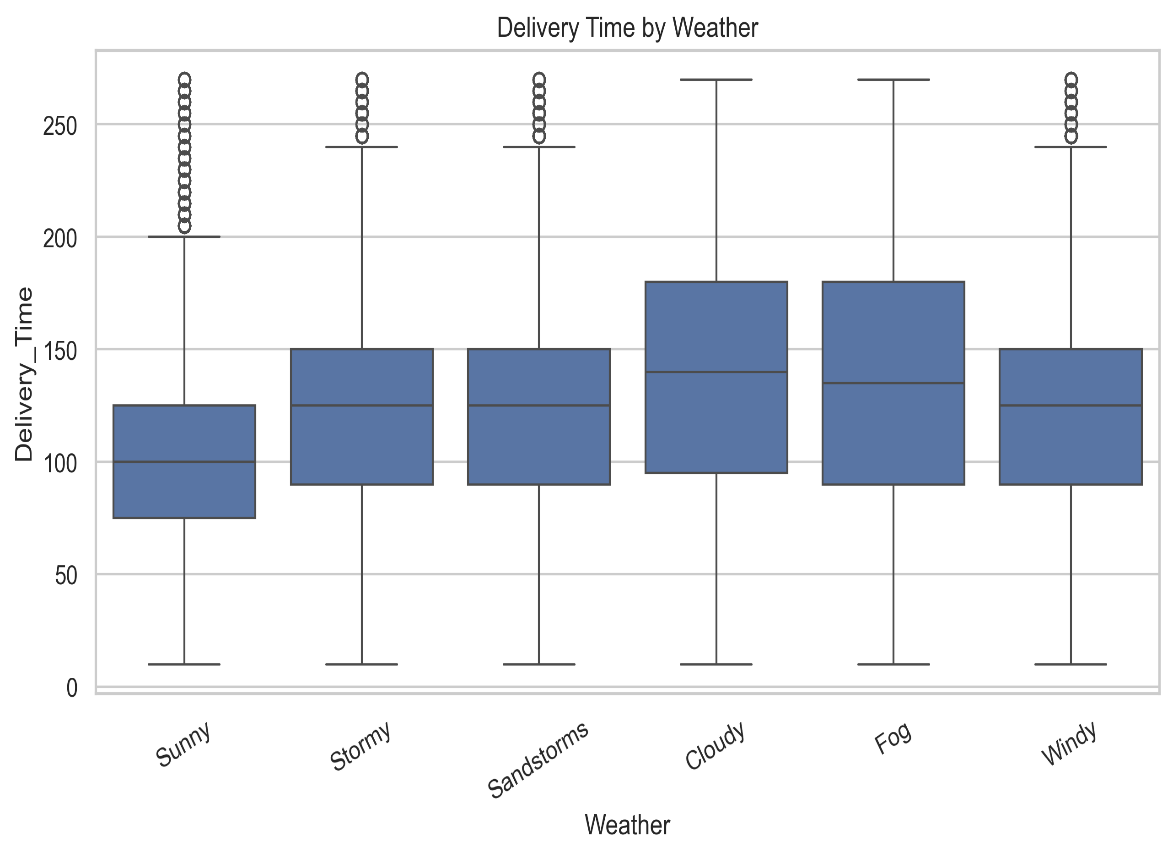 Delivery Time by Weather
Delivery_Time
250
200
150
100
50
0
Sunny
Stormy
Sandstorms
Cloudy
Fog
Windy
Weather